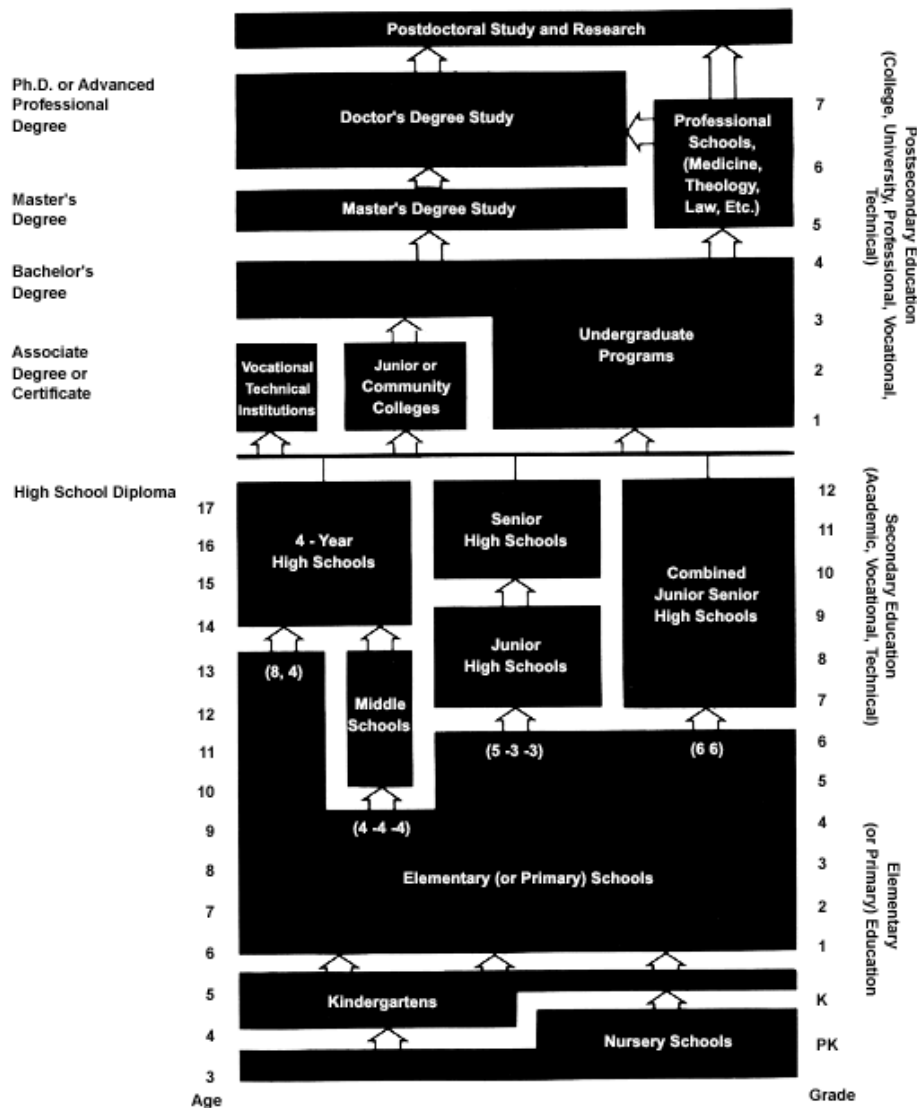 Postdoctoral Study and Research
Ph.D. or Advanced
Professional
Degree
Doctor's Degree Study
Professional
Schools,
(Medicine,
Theology,
Law, Etc.)
7
6
Master's
Degree
Master's Degree Study
5
Bachelor's
Degree
4
3
Undergraduate
Programs
Associate
Degree or
Certificate
Vocational
Technical
Institutions
Junior or
Community
Colleges
2
1
Postsecondary Education
(College, University, Professional, Vocational,
Technical)
High School Diploma
17
16
15
14
4 - Year
High Schools
Senior
High Schools
Combined
Junior Senior
High Schools
12
11
10
9
8
7
Secondary Education
(Academic, Vocational, Technical)
Junior
High Schools
13
12
11
10
9
8
7
6
(8, 4)
Middle
Schools
(4 -4 -4)
(5 -3 -3)
(6 6)
6
5
4
3
2
1
Elementary (or Primary) Schools
Elementary
(or Primary) Education
5
4
3
Kindergartens
K
Nursery Schools
PK
Age
Grade